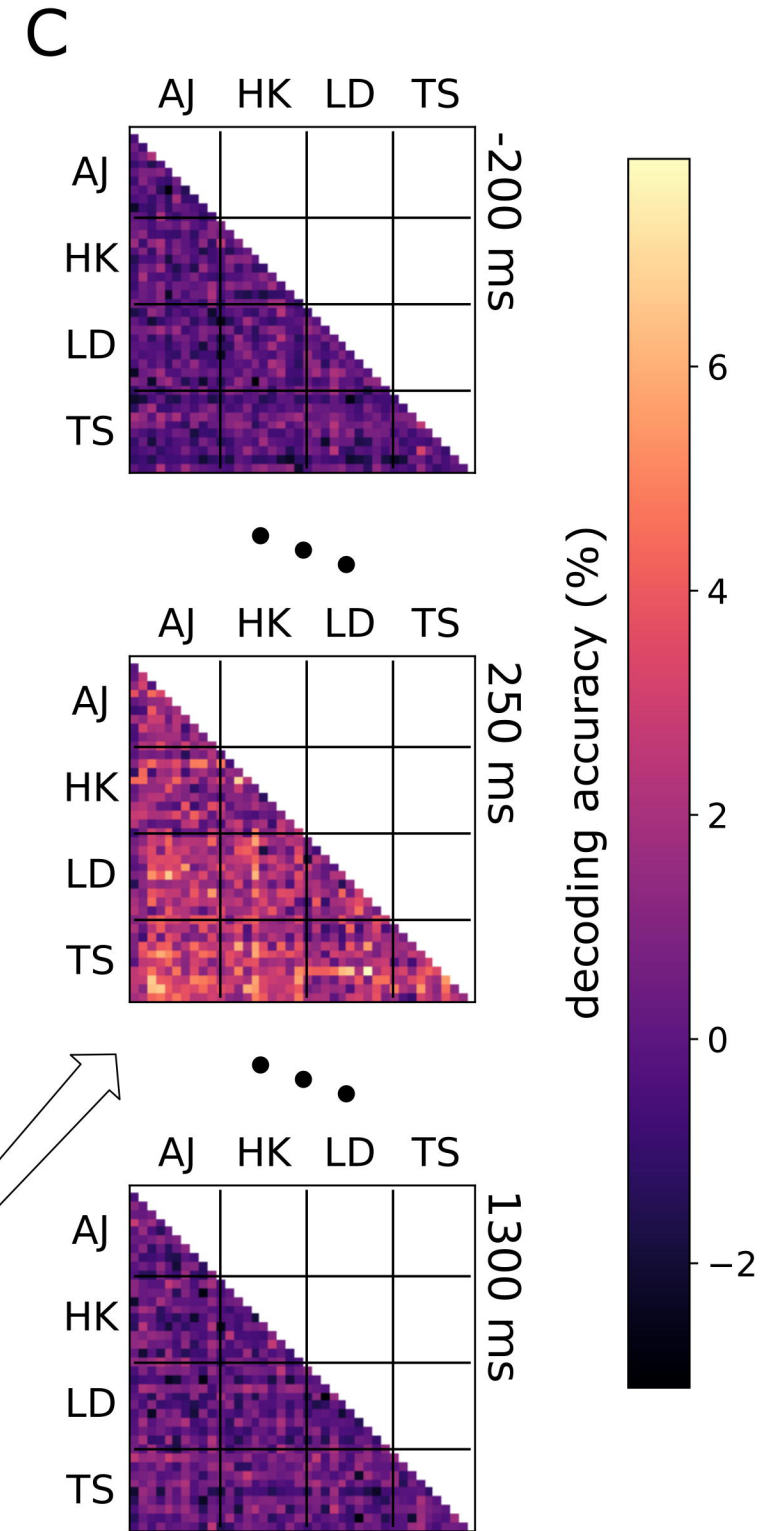 C
AJ HK LD TS
AJ
HK
LD
TS
-200 ms
AJ HK LD TS
AJ
HK
LD
TS
250 ms
AJ HK LD TS
AJ
HK
LD
TS
1300 ms
decoding accuracy (%)
6
4
2
0
−2